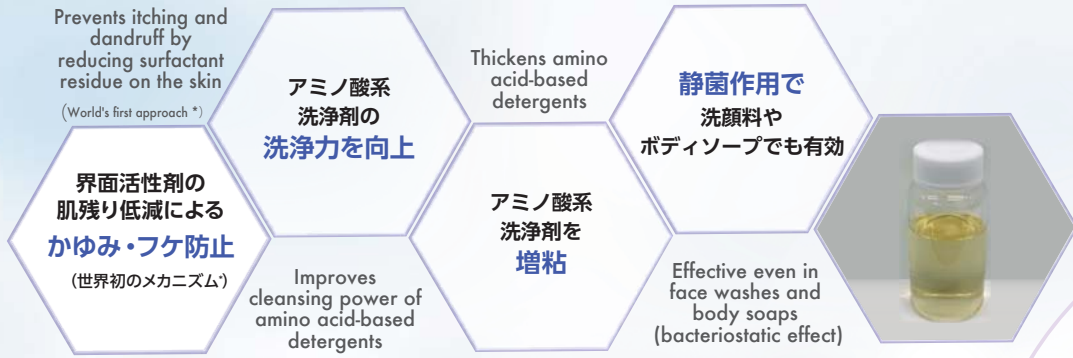 Prevents itching and
dandruff by
reducing surfactant
residue on the skin
(World's first approach *)
界面活性剤の
肌残り低減による
かゆみ・フケ防止
(世界初のメカニズム*)
アミノ酸系
洗浄剤の
洗浄力を向上
Improves
cleansing power of
amino acid-based
detergents
Thickens amino
acid-based
detergents
アミノ酸系
洗浄剤を
増粘
静菌作用で
洗顔料や
ボディソープでも有効
Effective even in
face washes and
body soaps
(bacteriostatic effect)